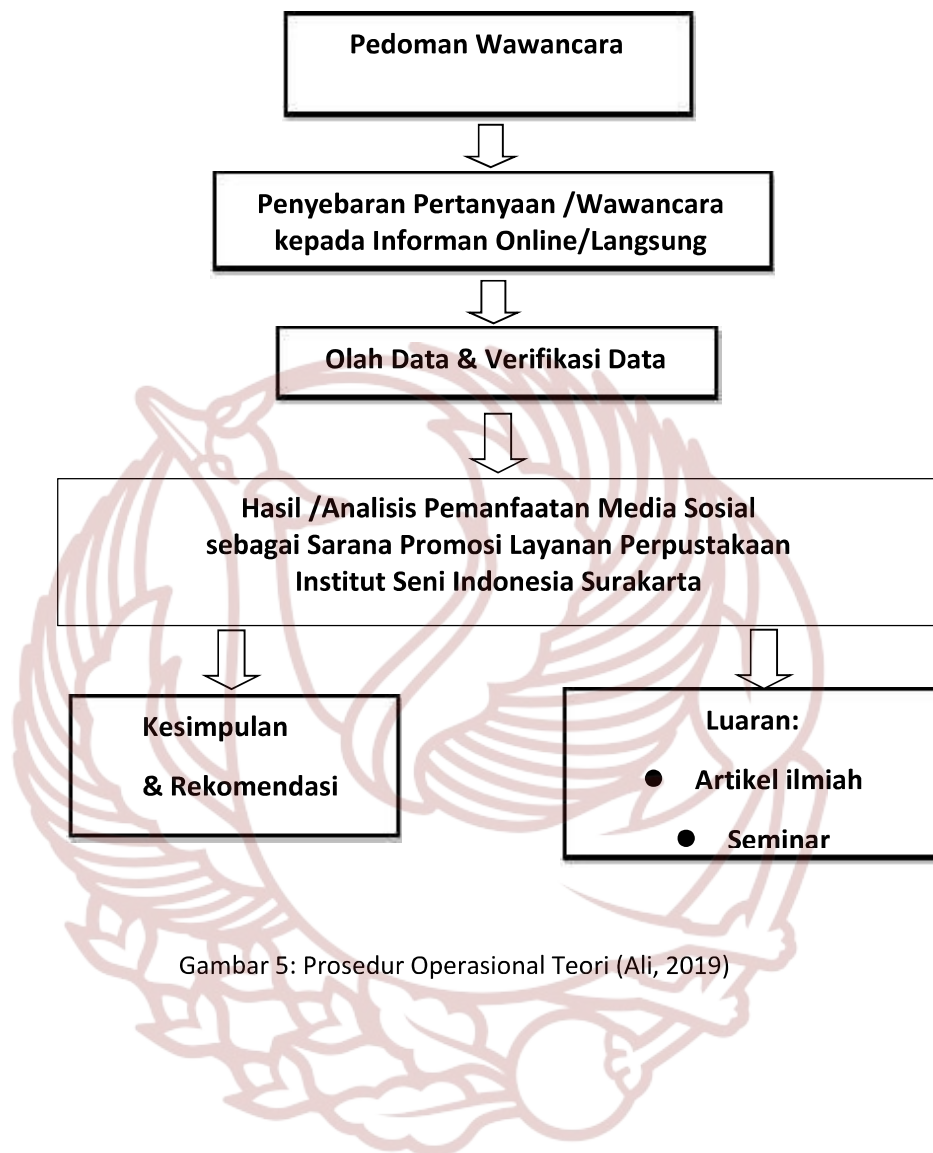 Pedoman Wawancara
Penyebaran Pertanyaan /Wawancara
kepada Informan Online/Langsung
Olah Data & Verifikasi Data
Hasil /Analisis Pemanfaatan Media Sosial
sebagai Sarana Promosi Layanan Perpustakaan
Institut Seni Indonesia Surakarta
Kesimpulan
& Rekomendasi
Luaran:
● Artikel ilmiah
● Seminar
Gambar 5: Prosedur Operasional Teori (Ali, 2019)